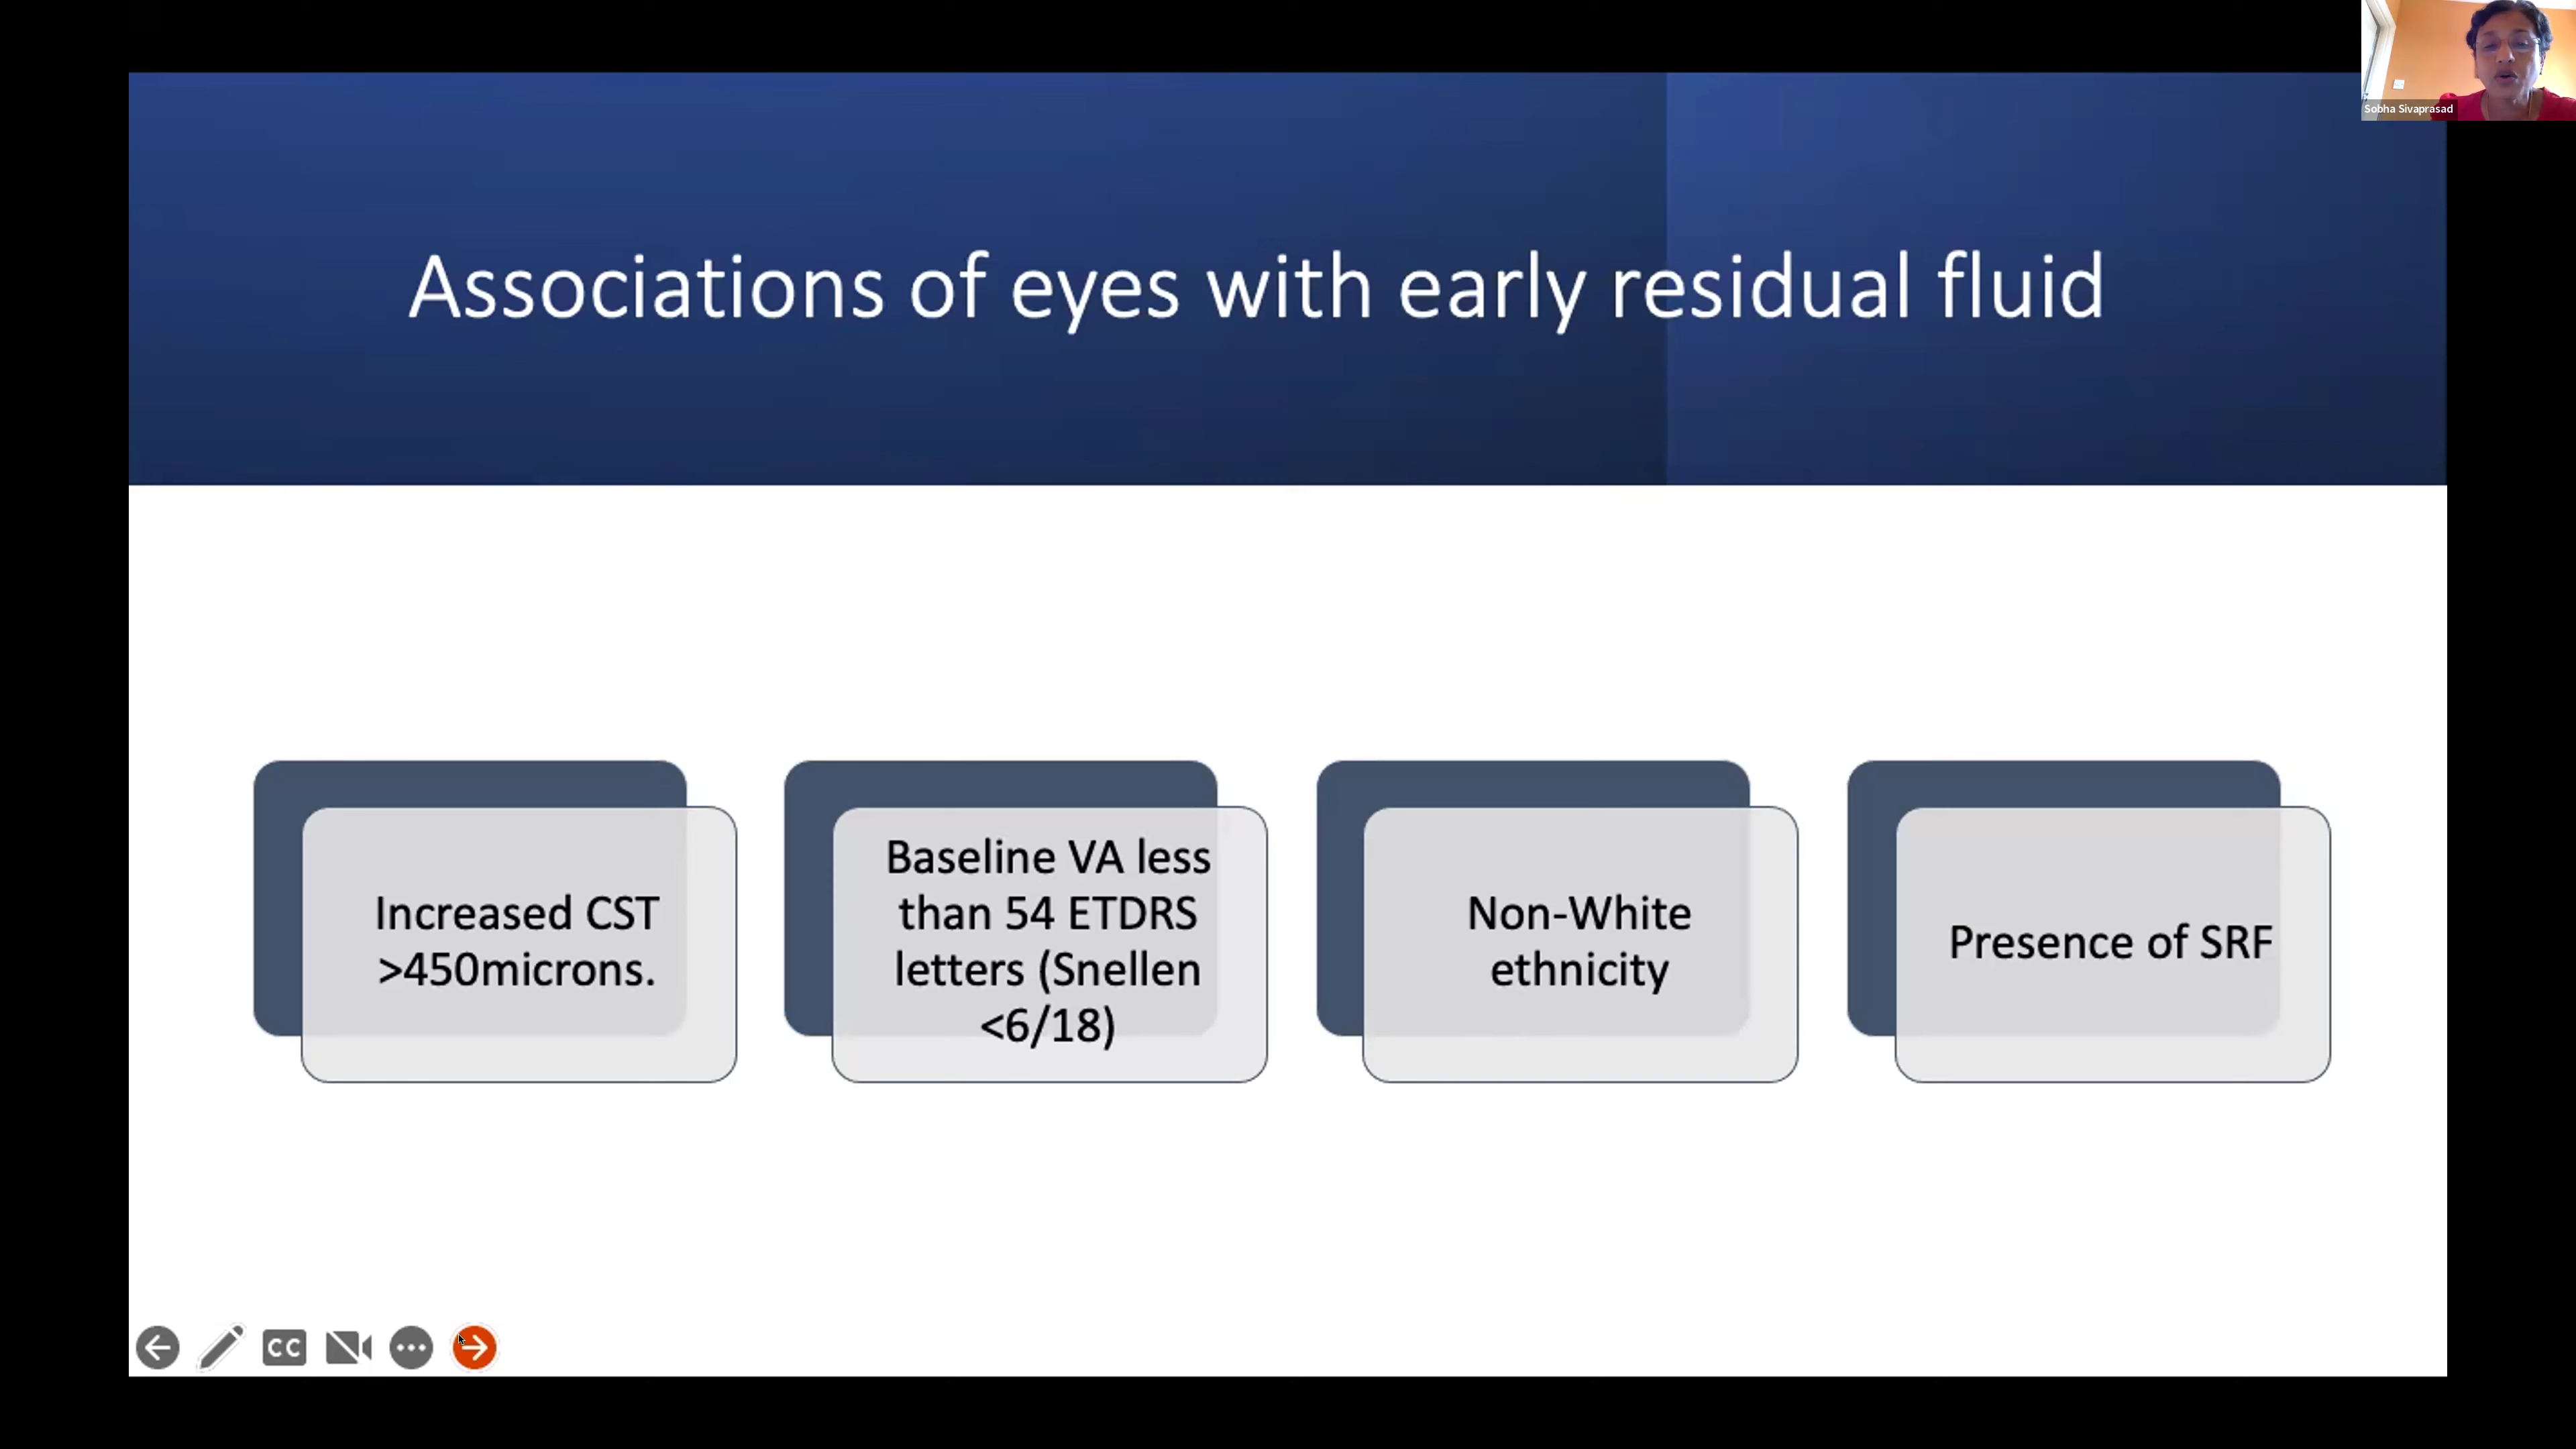 Sobha Sivaprasad
Associations of eyes with early residual fluid
Increased CST
>450microns.
Baseline VA less
than 54 ETDRS
letters (Snellen
<6/18)
Non-White
ethnicity
Presence of SRF
CC